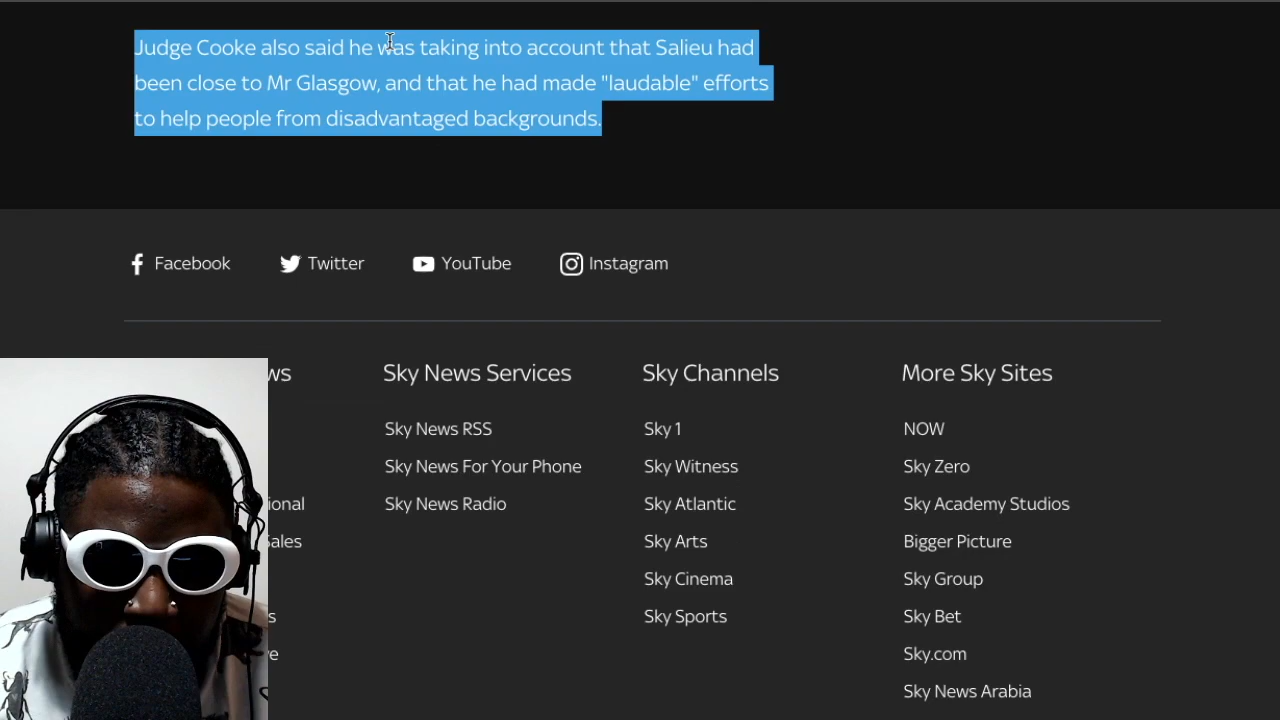 Judge Cooke also said he was taking into account that Salieu had
been close to Mr Glasgow, and that he had made "laudable" efforts
to help people from disadvantaged backgrounds.
Facebook
Twitter
YouTube
Instagram
ws
Sky News Services
Sky Channels
More Sky Sites
Sky News RSS
Sky 1
NOW
Sky News For Your Phone
Sky Witness
Sky Zero
ional
Sky News Radio
Sky Atlantic
Sky Academy Studios
Sales
Sky Arts
Bigger Picture
Sky Cinema
Sky Group
s
Sky Sports
Sky Bet
e
Sky.com
Sky News Arabia